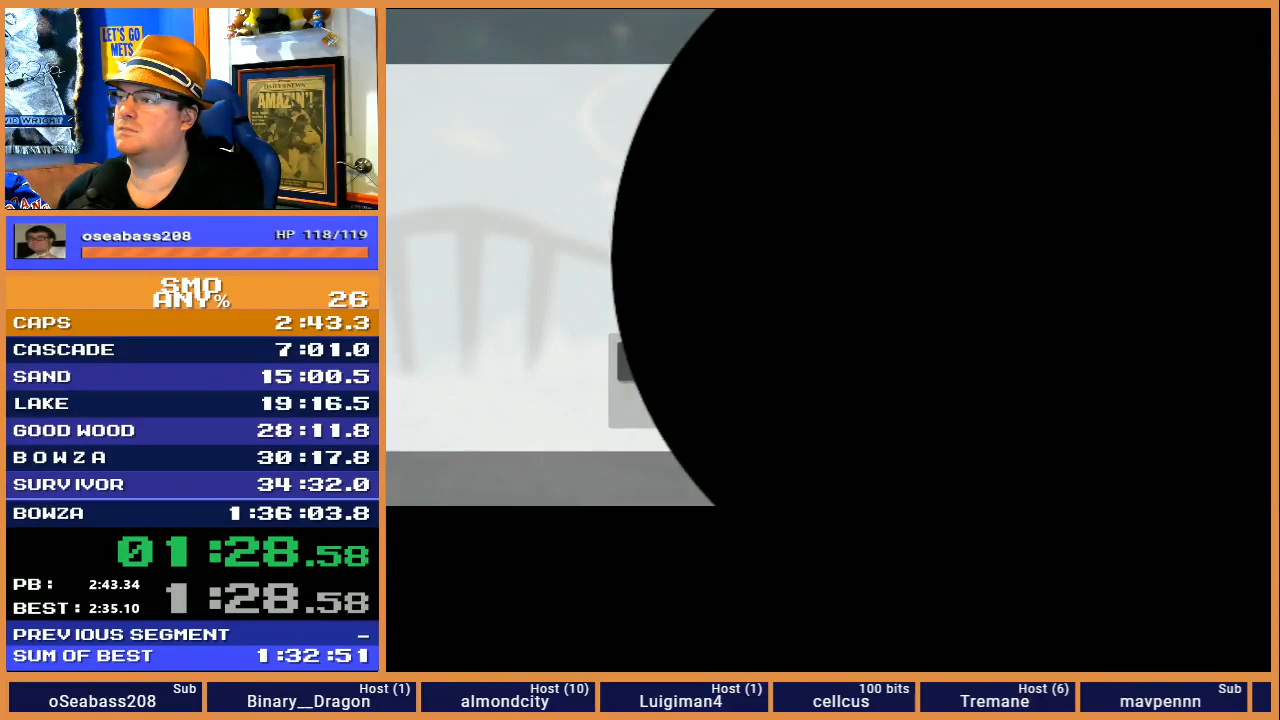 LET'S GO
METS
DAILY NEWS
AMAZIN'!
VID WRIGHT
oseabass208 HP 118/119
SMO
ANY% 26
CAPS 2:43.3
CASCADE 7:01.0
SAND 15:00.5
LAKE 19:16.5
GOOD WOOD 28:11.8
BOWZA 30:17.8
SURVIVOR 34:32.0
BOWZA 1:36:03.8
01:28.58
PB: 2:43.34
BEST: 2:35.10
1:28.58
PREVIOUS SEGMENT –
SUM OF BEST 1:32:51
Sub
oSeabass208
Host (1)
Binary__Dragon
Host (10)
almondcity
Host (1)
Luigiman4
100 bits
cellcus
Host (6)
Tremane
Sub
mavpennn